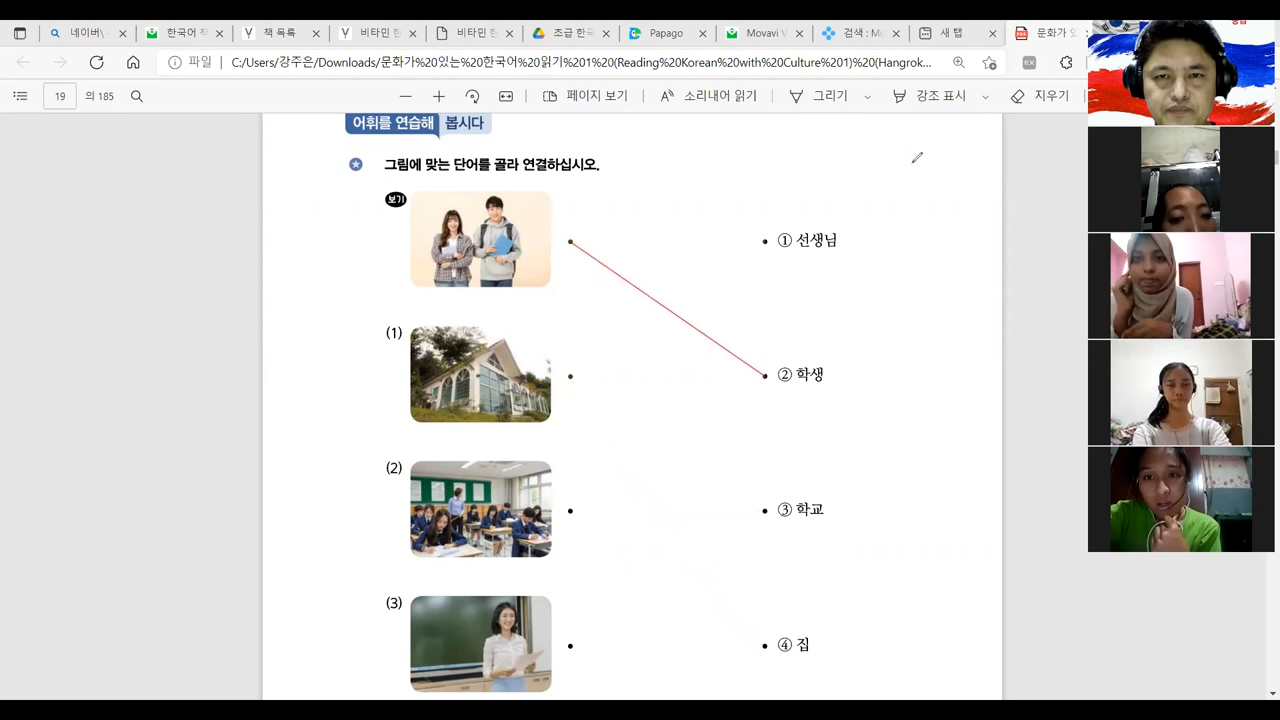 네이버\
한국어 책
책 목록
비타민 한
비타민 한
초급 한국
Papago
Movavi V
검색 : Mo
새 탭
문화가 있
파일
C:/Users/강주은/Downloads/문화가%20있는%20한국어%20읽기%201%20(Reading%20Korean%20with%20Culture%201)%20(Hangrok...
EX
19 의 185
페이지 보기
소리내어 읽기
그리기
강조 표시
지우기
어휘를 연습해 봅시다
그림에 맞는 단어를 골라 연결하십시오.
보기
① 선생님
(1)
② 학생
(2)
③ 학교
(3)
④ 집